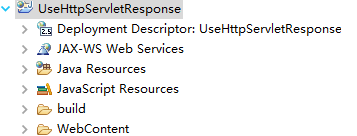 UseHttpServletResponse
Deployment Descriptor: UseHttpServletResponse
JAX-WS Web Services
Java Resources
JavaScript Resources
build
WebContent